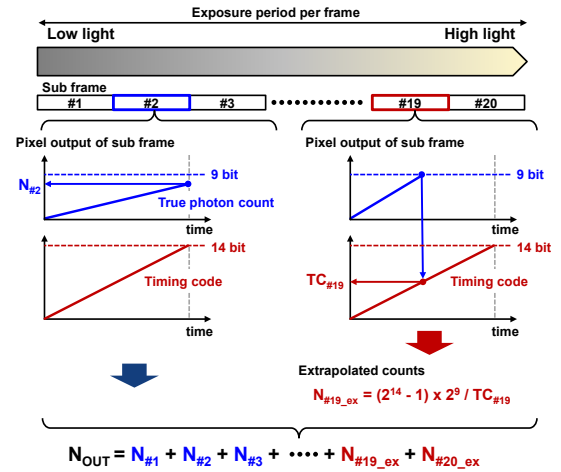 Exposure period per frame
Low light High light
Sub frame
#1 #2 #3 •••••••••••• #19 #20
Pixel output of sub frame Pixel output of sub frame
9 bit 9 bit
N#2
True photon count
time time
14 bit 14 bit
TC#19
Timing code Timing code
time time
Extrapolated counts
N#19_ex = (2^14 - 1) x 2^9 / TC#19
NOUT = N#1 + N#2 + N#3 + •••• + N#19_ex + N#20_ex